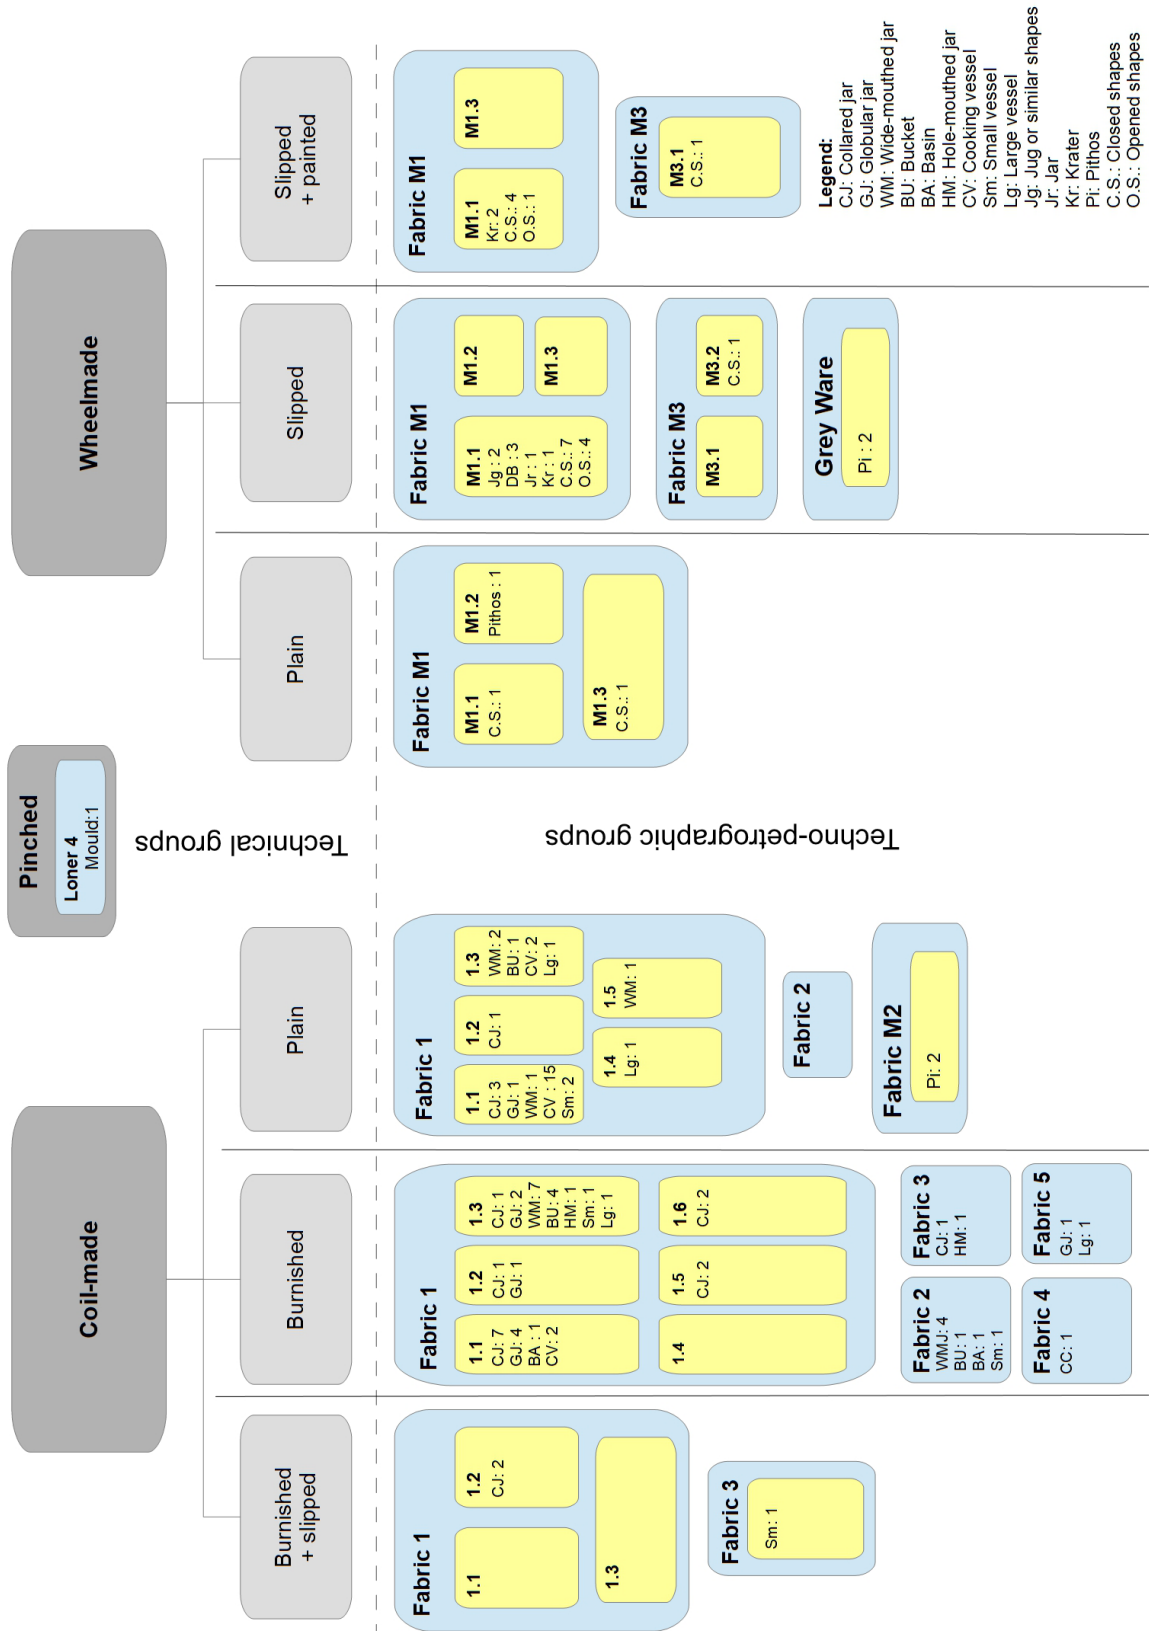 Coil-made
Pinched
Loner 4
Mould:1
Wheelmade
Burnished
+ slipped
Burnished
Plain
Plain
Slipped
Slipped
+ painted
Technical groups
Techno-petrographic groups
Fabric 1
1.1
1.2
CJ: 2
1.3
Fabric 3
Sm: 1
Fabric 1
1.1
CJ: 7
GJ: 4
BA : 1
CV: 2
1.2
CJ: 1
GJ: 1
1.3
CJ: 1
GJ: 2
WM: 7
BU: 4
HM: 1
Sm: 1
Lg: 1
1.4
1.5
CJ: 2
1.6
CJ: 2
Fabric 2
WMJ: 4
BU: 1
BA: 1
Sm: 1
Fabric 3
CJ: 1
HM: 1
Fabric 4
CC: 1
Fabric 5
GJ: 1
Lg: 1
Fabric 1
1.1
CJ: 3
GJ: 1
WM: 1
CV : 15
Sm: 2
1.2
CJ: 1
1.3
WM: 2
BU: 1
CV: 2
Lg: 1
1.4
Lg: 1
1.5
WM: 1
Fabric 2
Fabric M2
Pi: 2
Fabric M1
M1.1
C.S.: 1
M1.2
Pithos : 1
M1.3
C.S.: 1
Fabric M1
M1.1
Jg : 2
DB : 3
Jr : 1
Kr : 1
C.S.: 7
O.S.: 4
M1.2
M1.3
Fabric M3
M3.1
M3.2
C.S.: 1
Grey Ware
Pi : 2
Fabric M1
M1.1
Kr: 2
C.S.: 4
O.S.: 1
M1.3
Fabric M3
M3.1
C.S.: 1
Legend:
CJ: Collared jar
GJ: Globular jar
WM: Wide-mouthed jar
BU: Bucket
BA: Basin
HM: Hole-mouthed jar
CV: Cooking vessel
Sm: Small vessel
Lg: Large vessel
Jg: Jug or similar shapes
Jr: Jar
Kr: Krater
Pi: Pithos
C.S.: Closed shapes
O.S.: Opened shapes